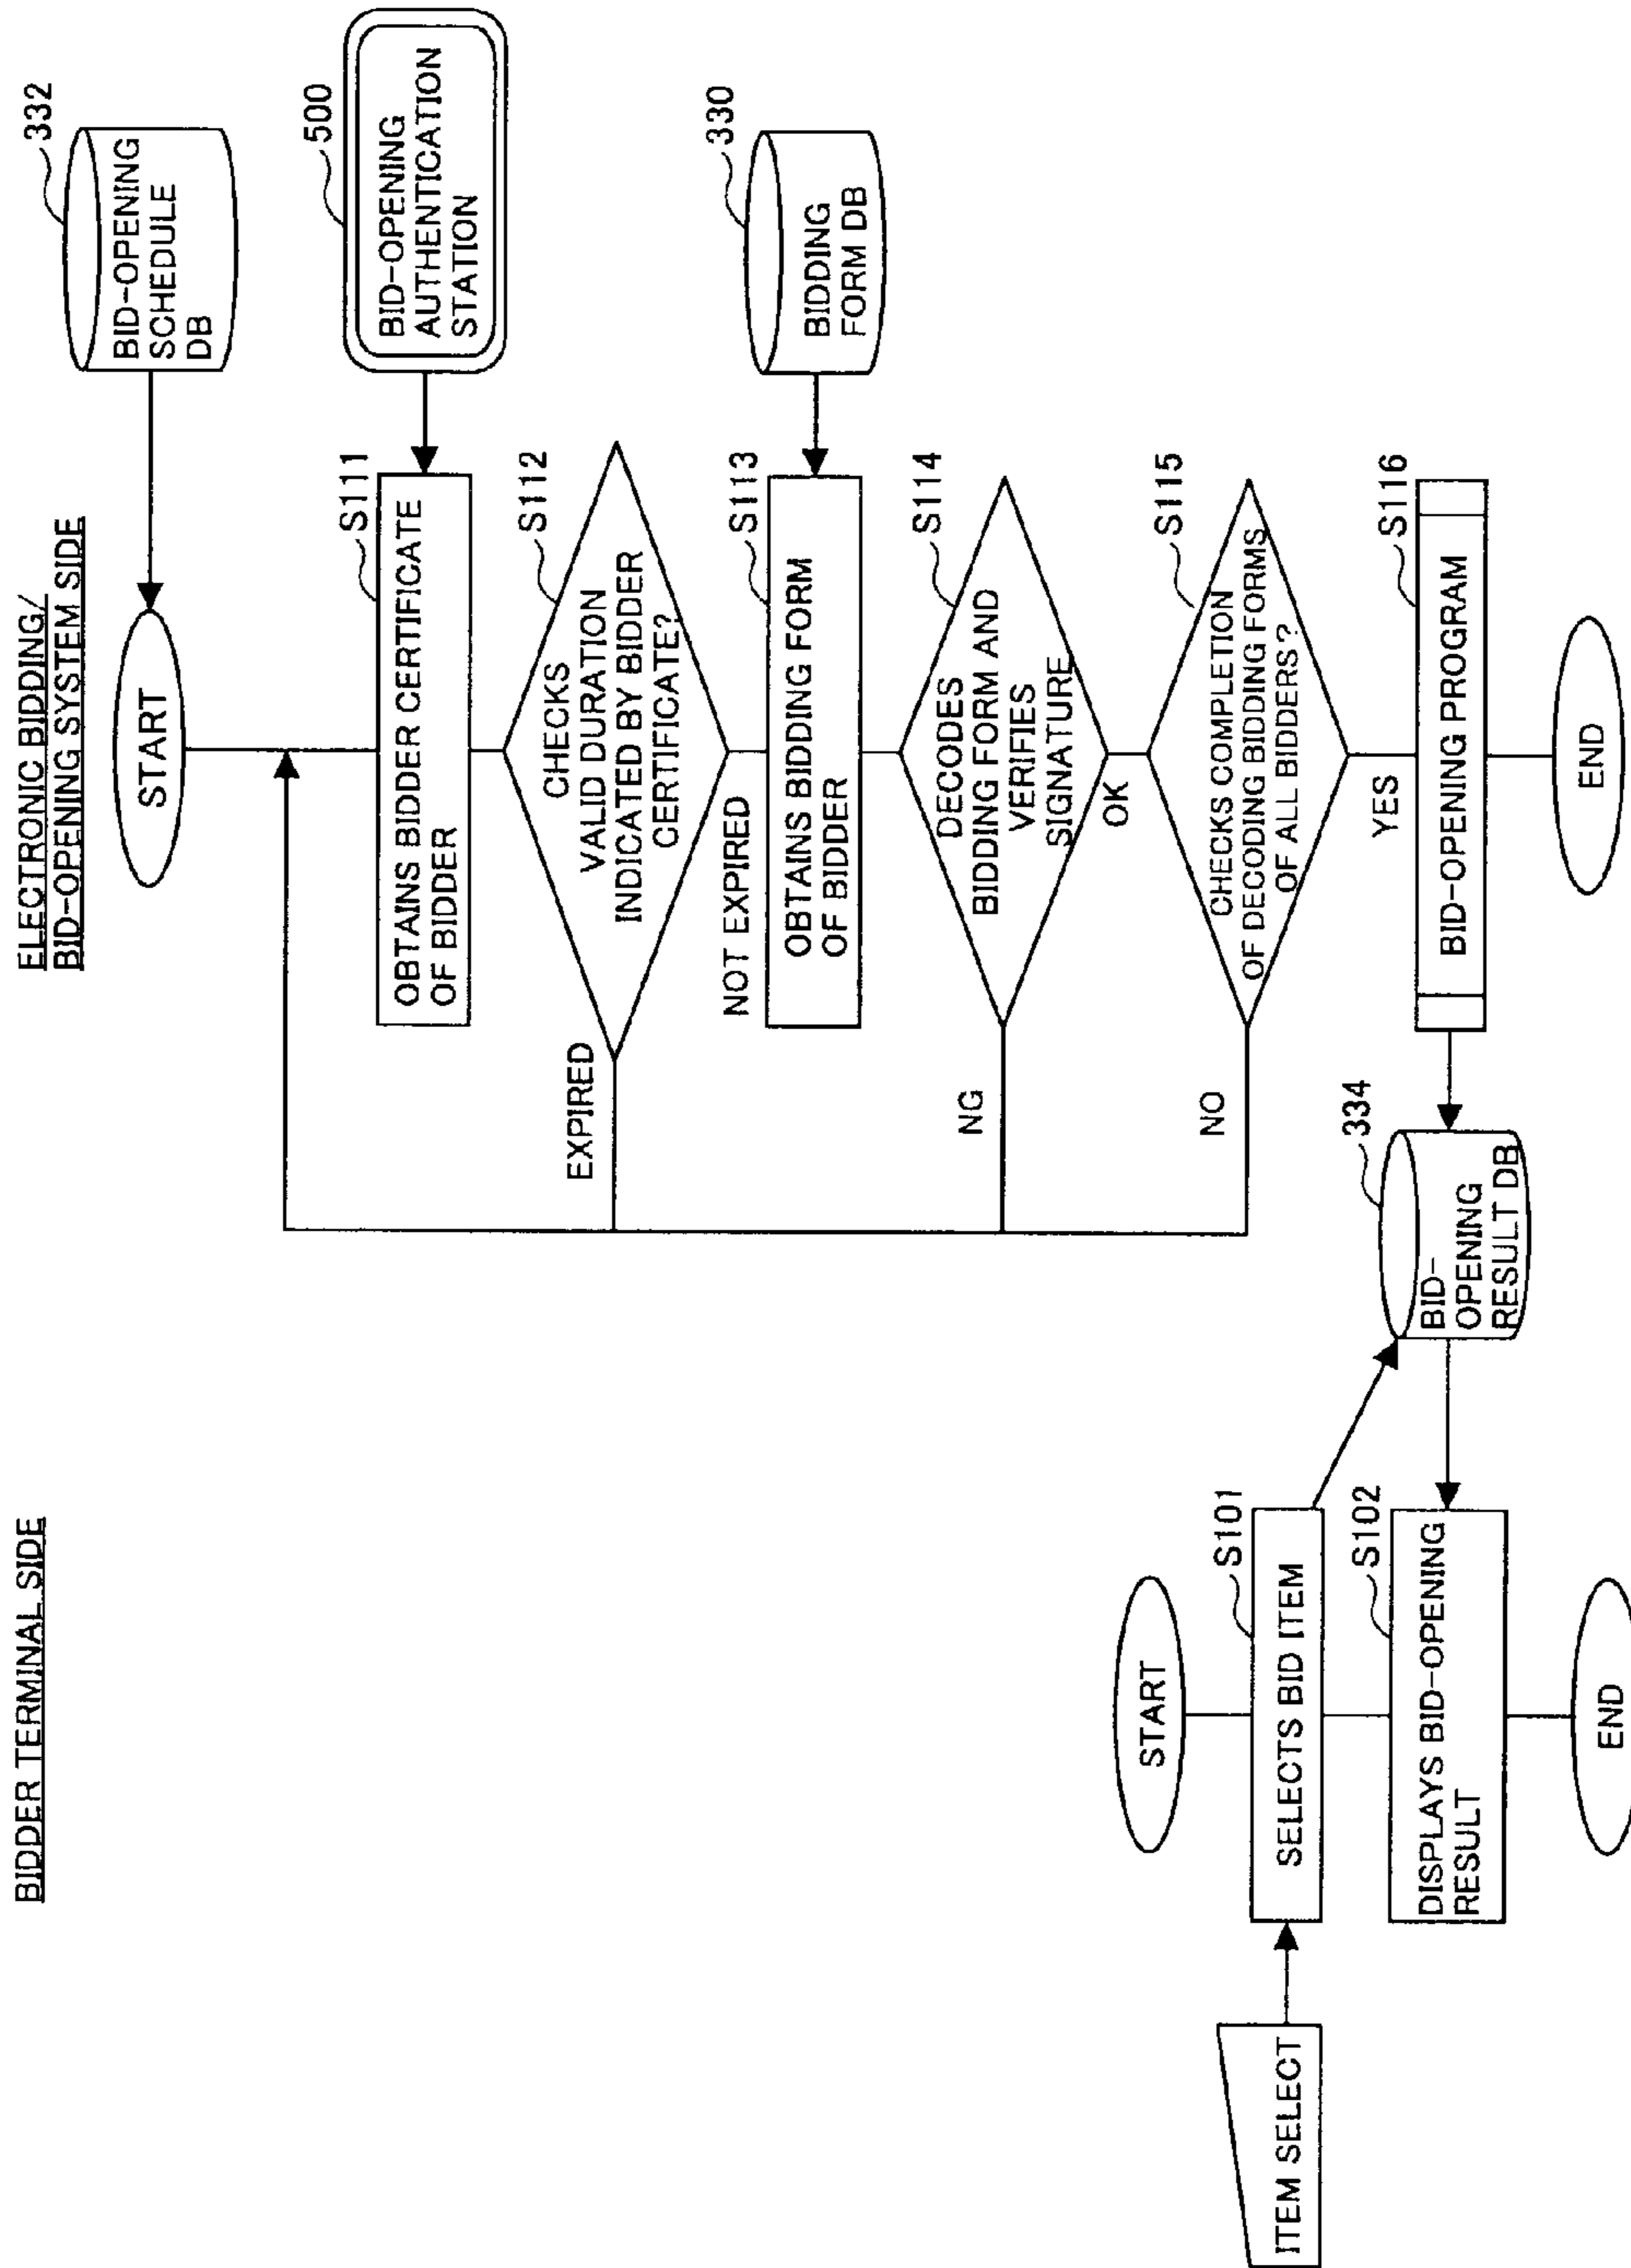 BIDDER TERMINAL SIDE
ELECTRONIC BIDDING/
BID-OPENING SYSTEM SIDE
START
332
BID-OPENING
SCHEDULE
DB
S111
OBTAINS BIDDER CERTIFICATE
OF BIDDER
500
BID-OPENING
AUTHENTICATION
STATION
S112
CHECKS
VALID DURATION
INDICATED BY BIDDER
CERTIFICATE?
EXPIRED
NOT EXPIRED
S113
OBTAINS BIDDING FORM
OF BIDDER
330
BIDDING
FORM DB
S114
DECODES
BIDDING FORM AND
VERIFIES
SIGNATURE
NG
OK
S115
CHECKS COMPLETION
OF DECODING BIDDING FORMS
OF ALL BIDDERS?
NO
YES
S116
BID-OPENING PROGRAM
END
334
BID-
OPENING
RESULT DB
START
S101
SELECTS BID ITEM
ITEM SELECT
S102
DISPLAYS BID-OPENING
RESULT
END